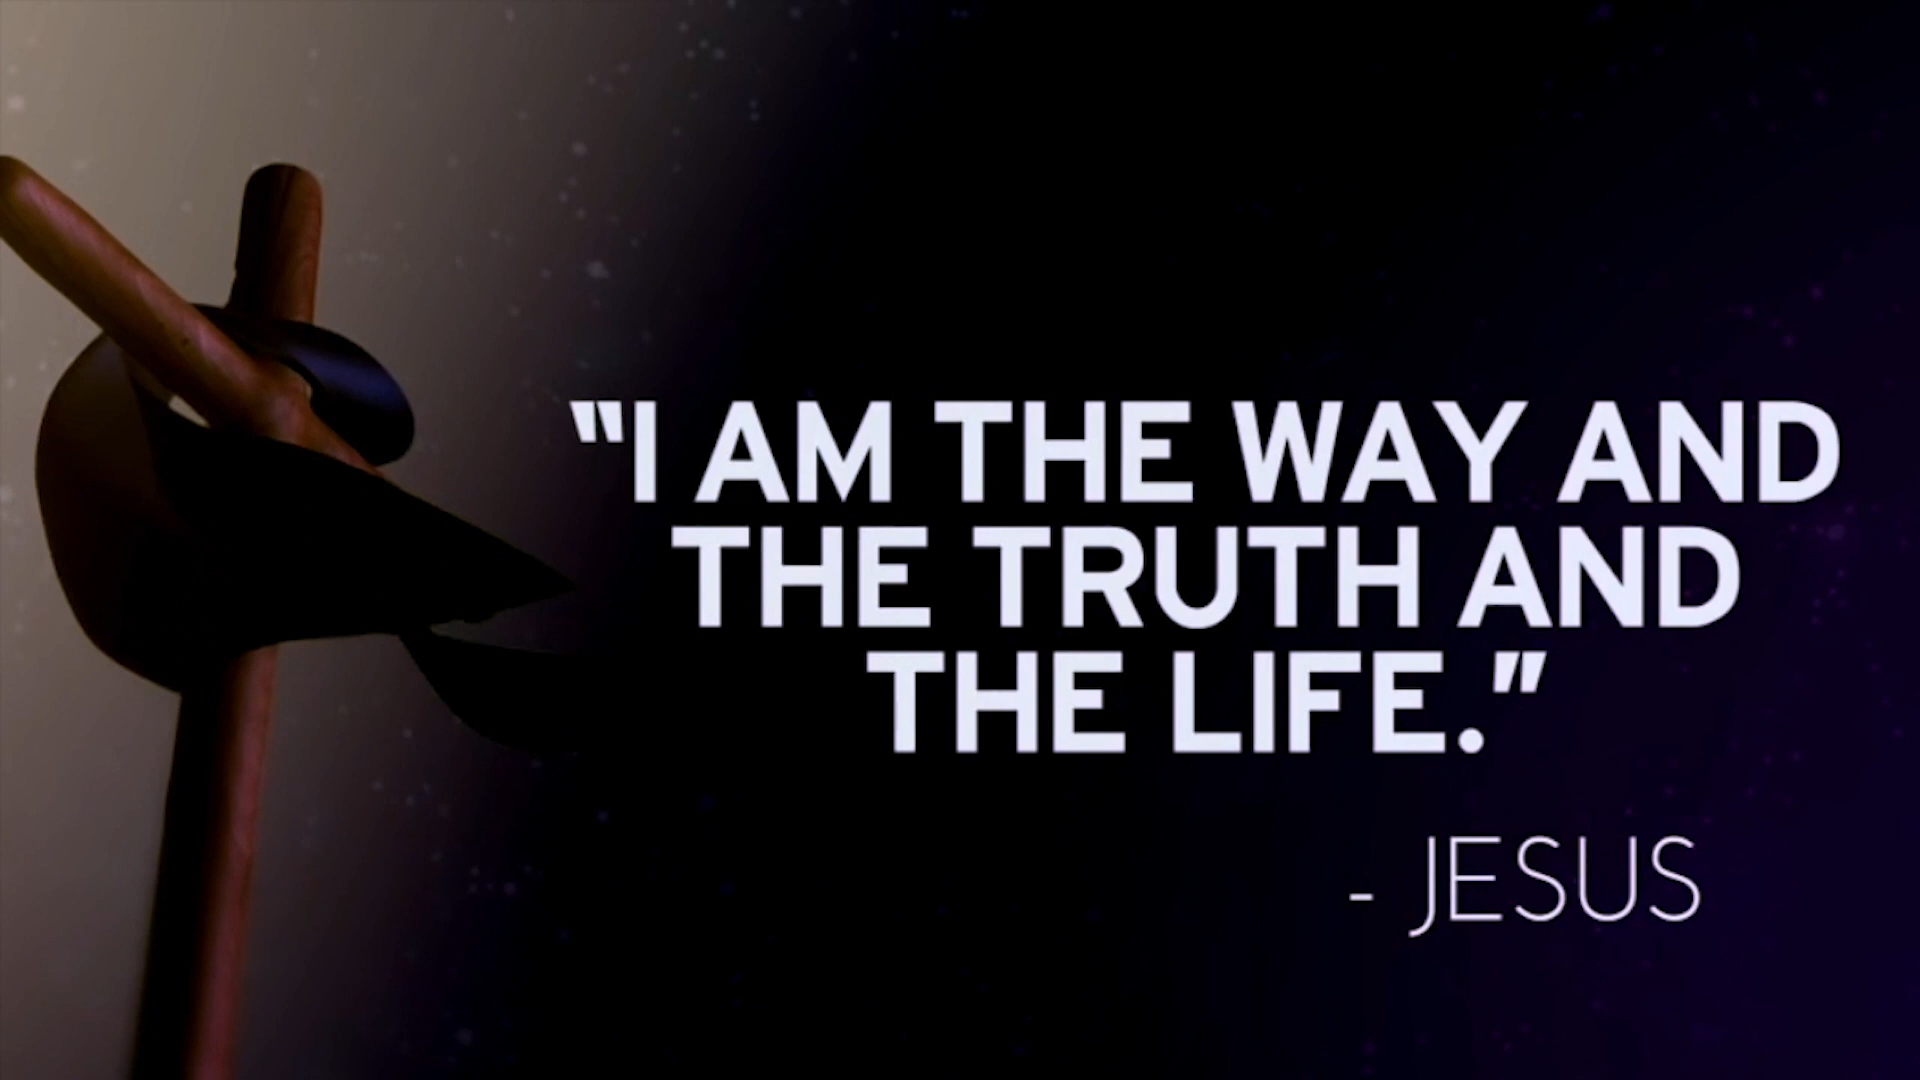 “I AM THE WAY AND
THE TRUTH AND
THE LIFE.”
- JESUS